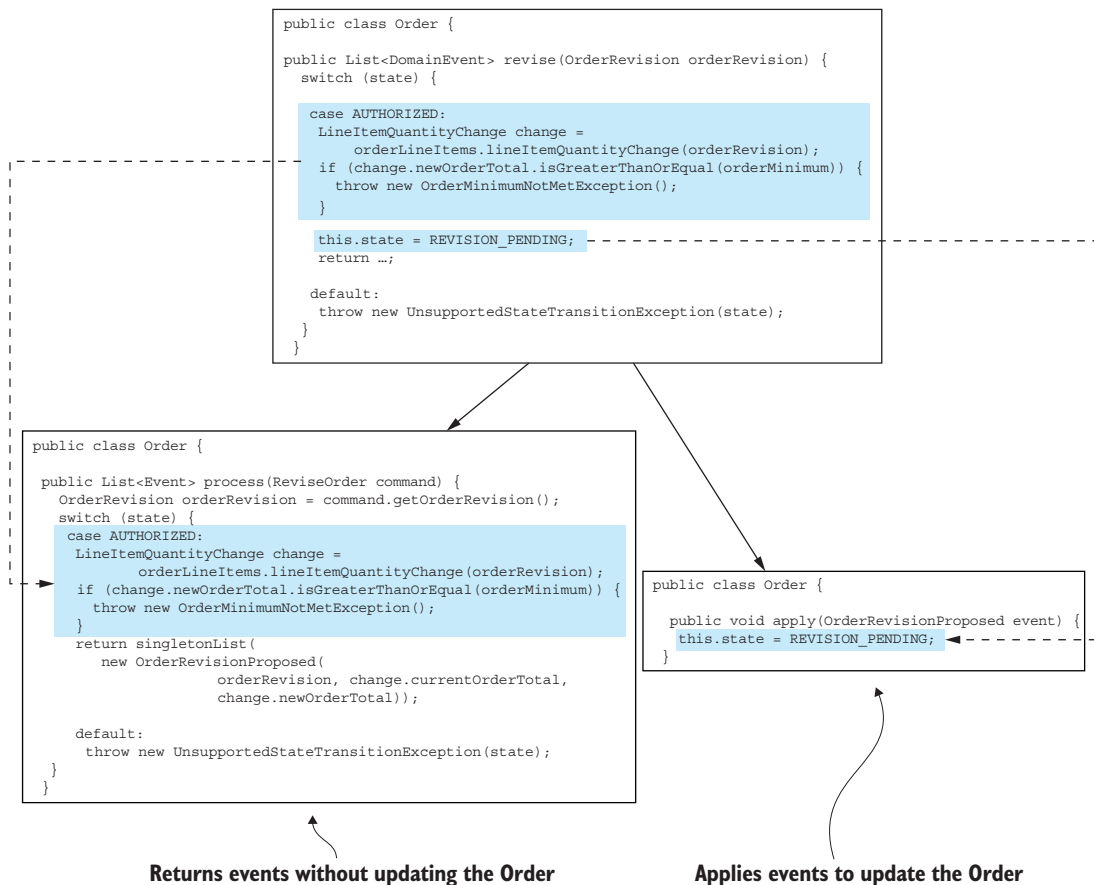 public class Order {
public List<DomainEvent> revise(OrderRevision orderRevision) {
switch (state) {
case AUTHORIZED:
LineItemQuantityChange change =
orderLineItems.lineItemQuantityChange(orderRevision);
if (change.newOrderTotal.isGreaterThanOrEqual(orderMinimum)) {
throw new OrderMinimumNotMetException();
}
this.state = REVISION_PENDING;
return …;
default:
throw new UnsupportedStateTransitionException(state);
}
}
public class Order {
public List<Event> process(ReviseOrder command) {
OrderRevision orderRevision = command.getOrderRevision();
switch (state) {
case AUTHORIZED:
LineItemQuantityChange change =
orderLineItems.lineItemQuantityChange(orderRevision);
if (change.newOrderTotal.isGreaterThanOrEqual(orderMinimum)) {
throw new OrderMinimumNotMetException();
}
return singletonList(
new OrderRevisionProposed(
orderRevision, change.currentOrderTotal,
change.newOrderTotal));
default:
throw new UnsupportedStateTransitionException(state);
}
}
public class Order {
public void apply(OrderRevisionProposed event) {
this.state = REVISION_PENDING;
}
Returns events without updating the Order
Applies events to update the Order